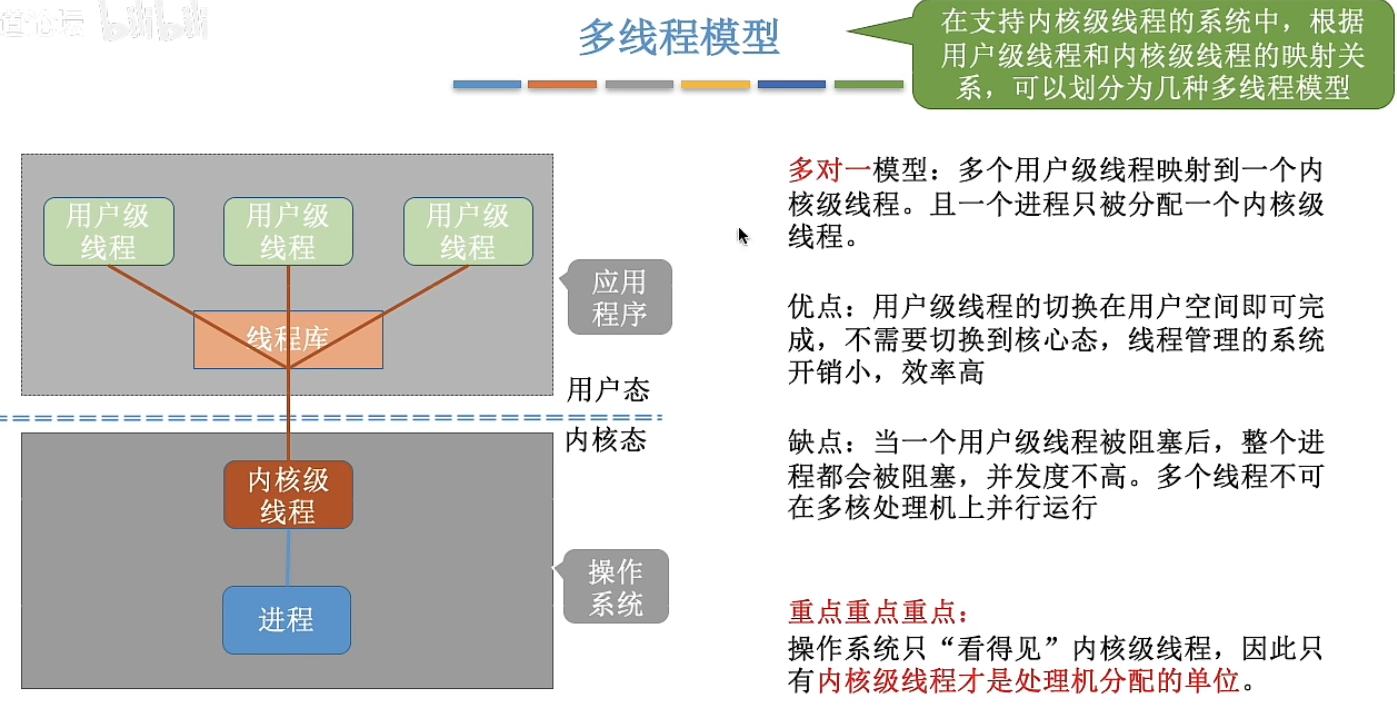 道论坛 bilibili
多线程模型
在支持内核级线程的系统中，根据
用户级线程和内核级线程的映射关
系，可以划分为几种多线程模型
用户级
线程
用户级
线程
用户级
线程
线程库
应用
程序
用户态
内核态
内核级
线程
进程
操作
系统
多对一模型：多个用户级线程映射到一个内
核级线程。且一个进程只被分配一个内核级
线程。
优点：用户级线程的切换在用户空间即可完
成，不需要切换到核心态，线程管理的系统
开销小，效率高
缺点：当一个用户级线程被阻塞后，整个进
程都会被阻塞，并发度不高。多个线程不可
在多核处理机上并行运行
重点重点重点：
操作系统只“看得见”内核级线程，因此只
有内核级线程才是处理机分配的单位。